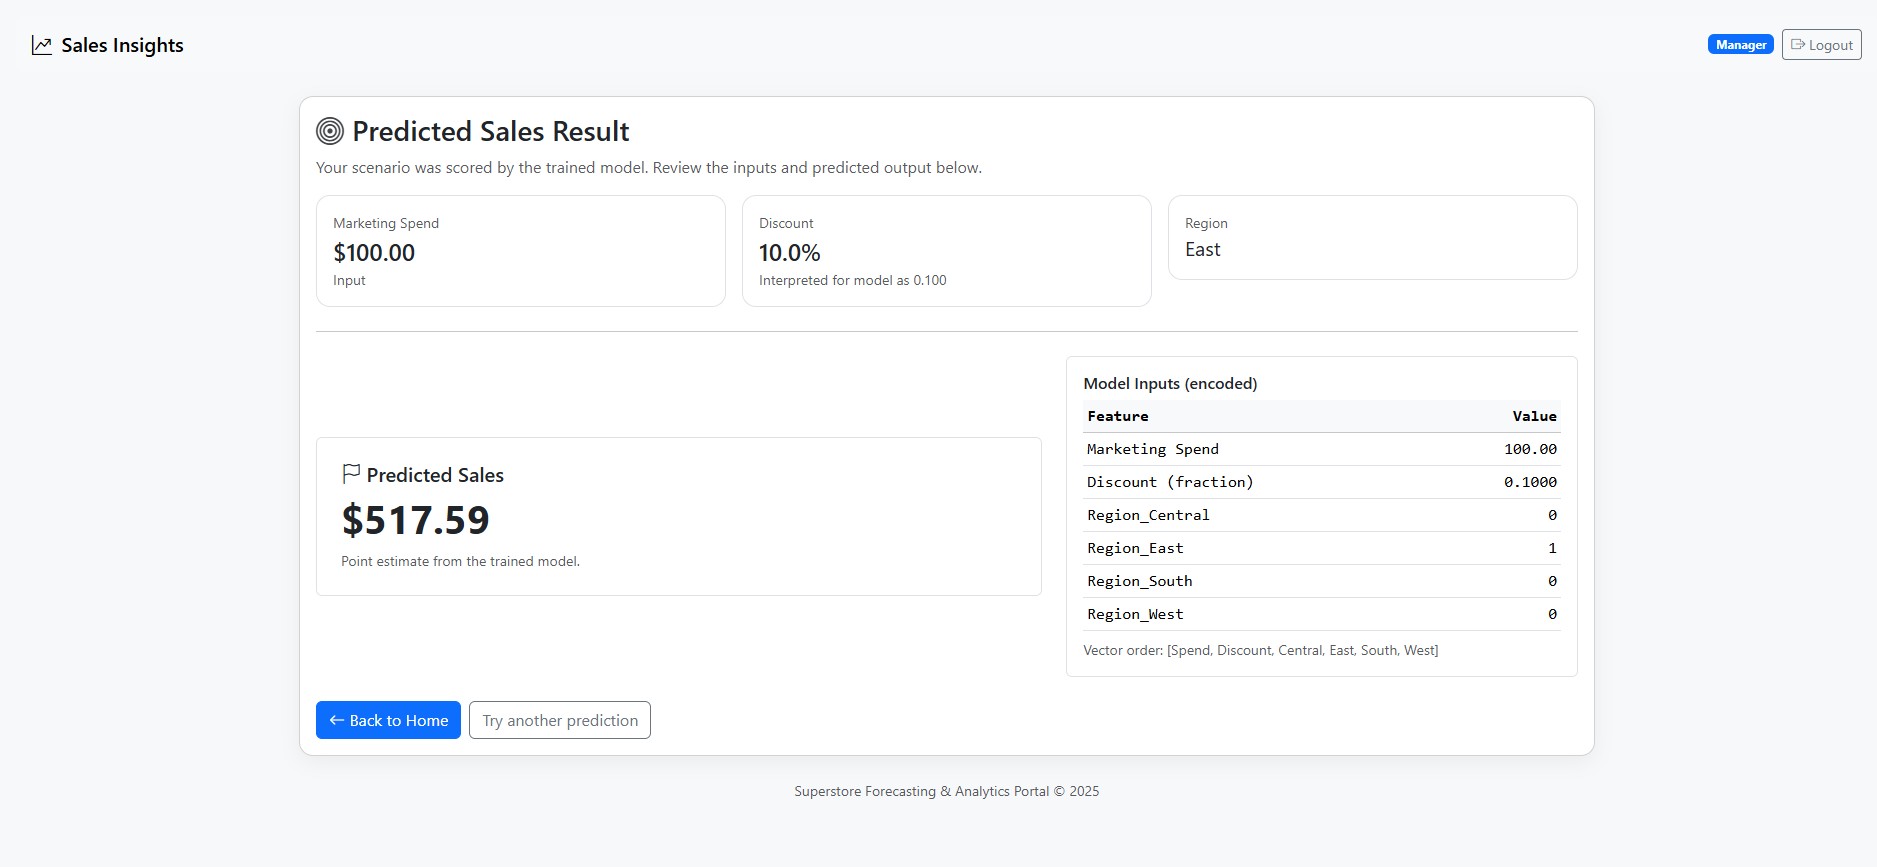 Sales Insights
Manager
Logout
Predicted Sales Result
Your scenario was scored by the trained model. Review the inputs and predicted output below.
Marketing Spend
$100.00
Input
Discount
10.0%
Interpreted for model as 0.100
Region
East
Predicted Sales
$517.59
Point estimate from the trained model.
Model Inputs (encoded)
Feature Value
Marketing Spend 100.00
Discount (fraction) 0.1000
Region_Central 0
Region_East 1
Region_South 0
Region_West 0
Vector order: [Spend, Discount, Central, East, South, West]
Back to Home
Try another prediction
Superstore Forecasting & Analytics Portal © 2025